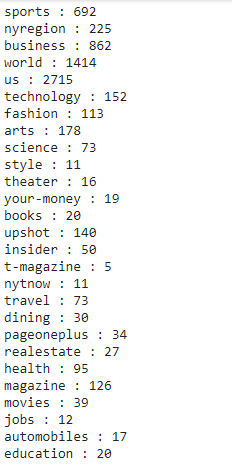 sports : 692
nyregion : 225
business : 862
world : 1414
us : 2715
technology : 152
fashion : 113
arts : 178
science : 73
style : 11
theater : 16
your-money : 19
books : 20
upshot : 140
insider : 50
t-magazine : 5
nytnow : 11
travel : 73
dining : 30
pageoneplus : 34
realestate : 27
health : 95
magazine : 126
movies : 39
jobs : 12
automobiles : 17
education : 20